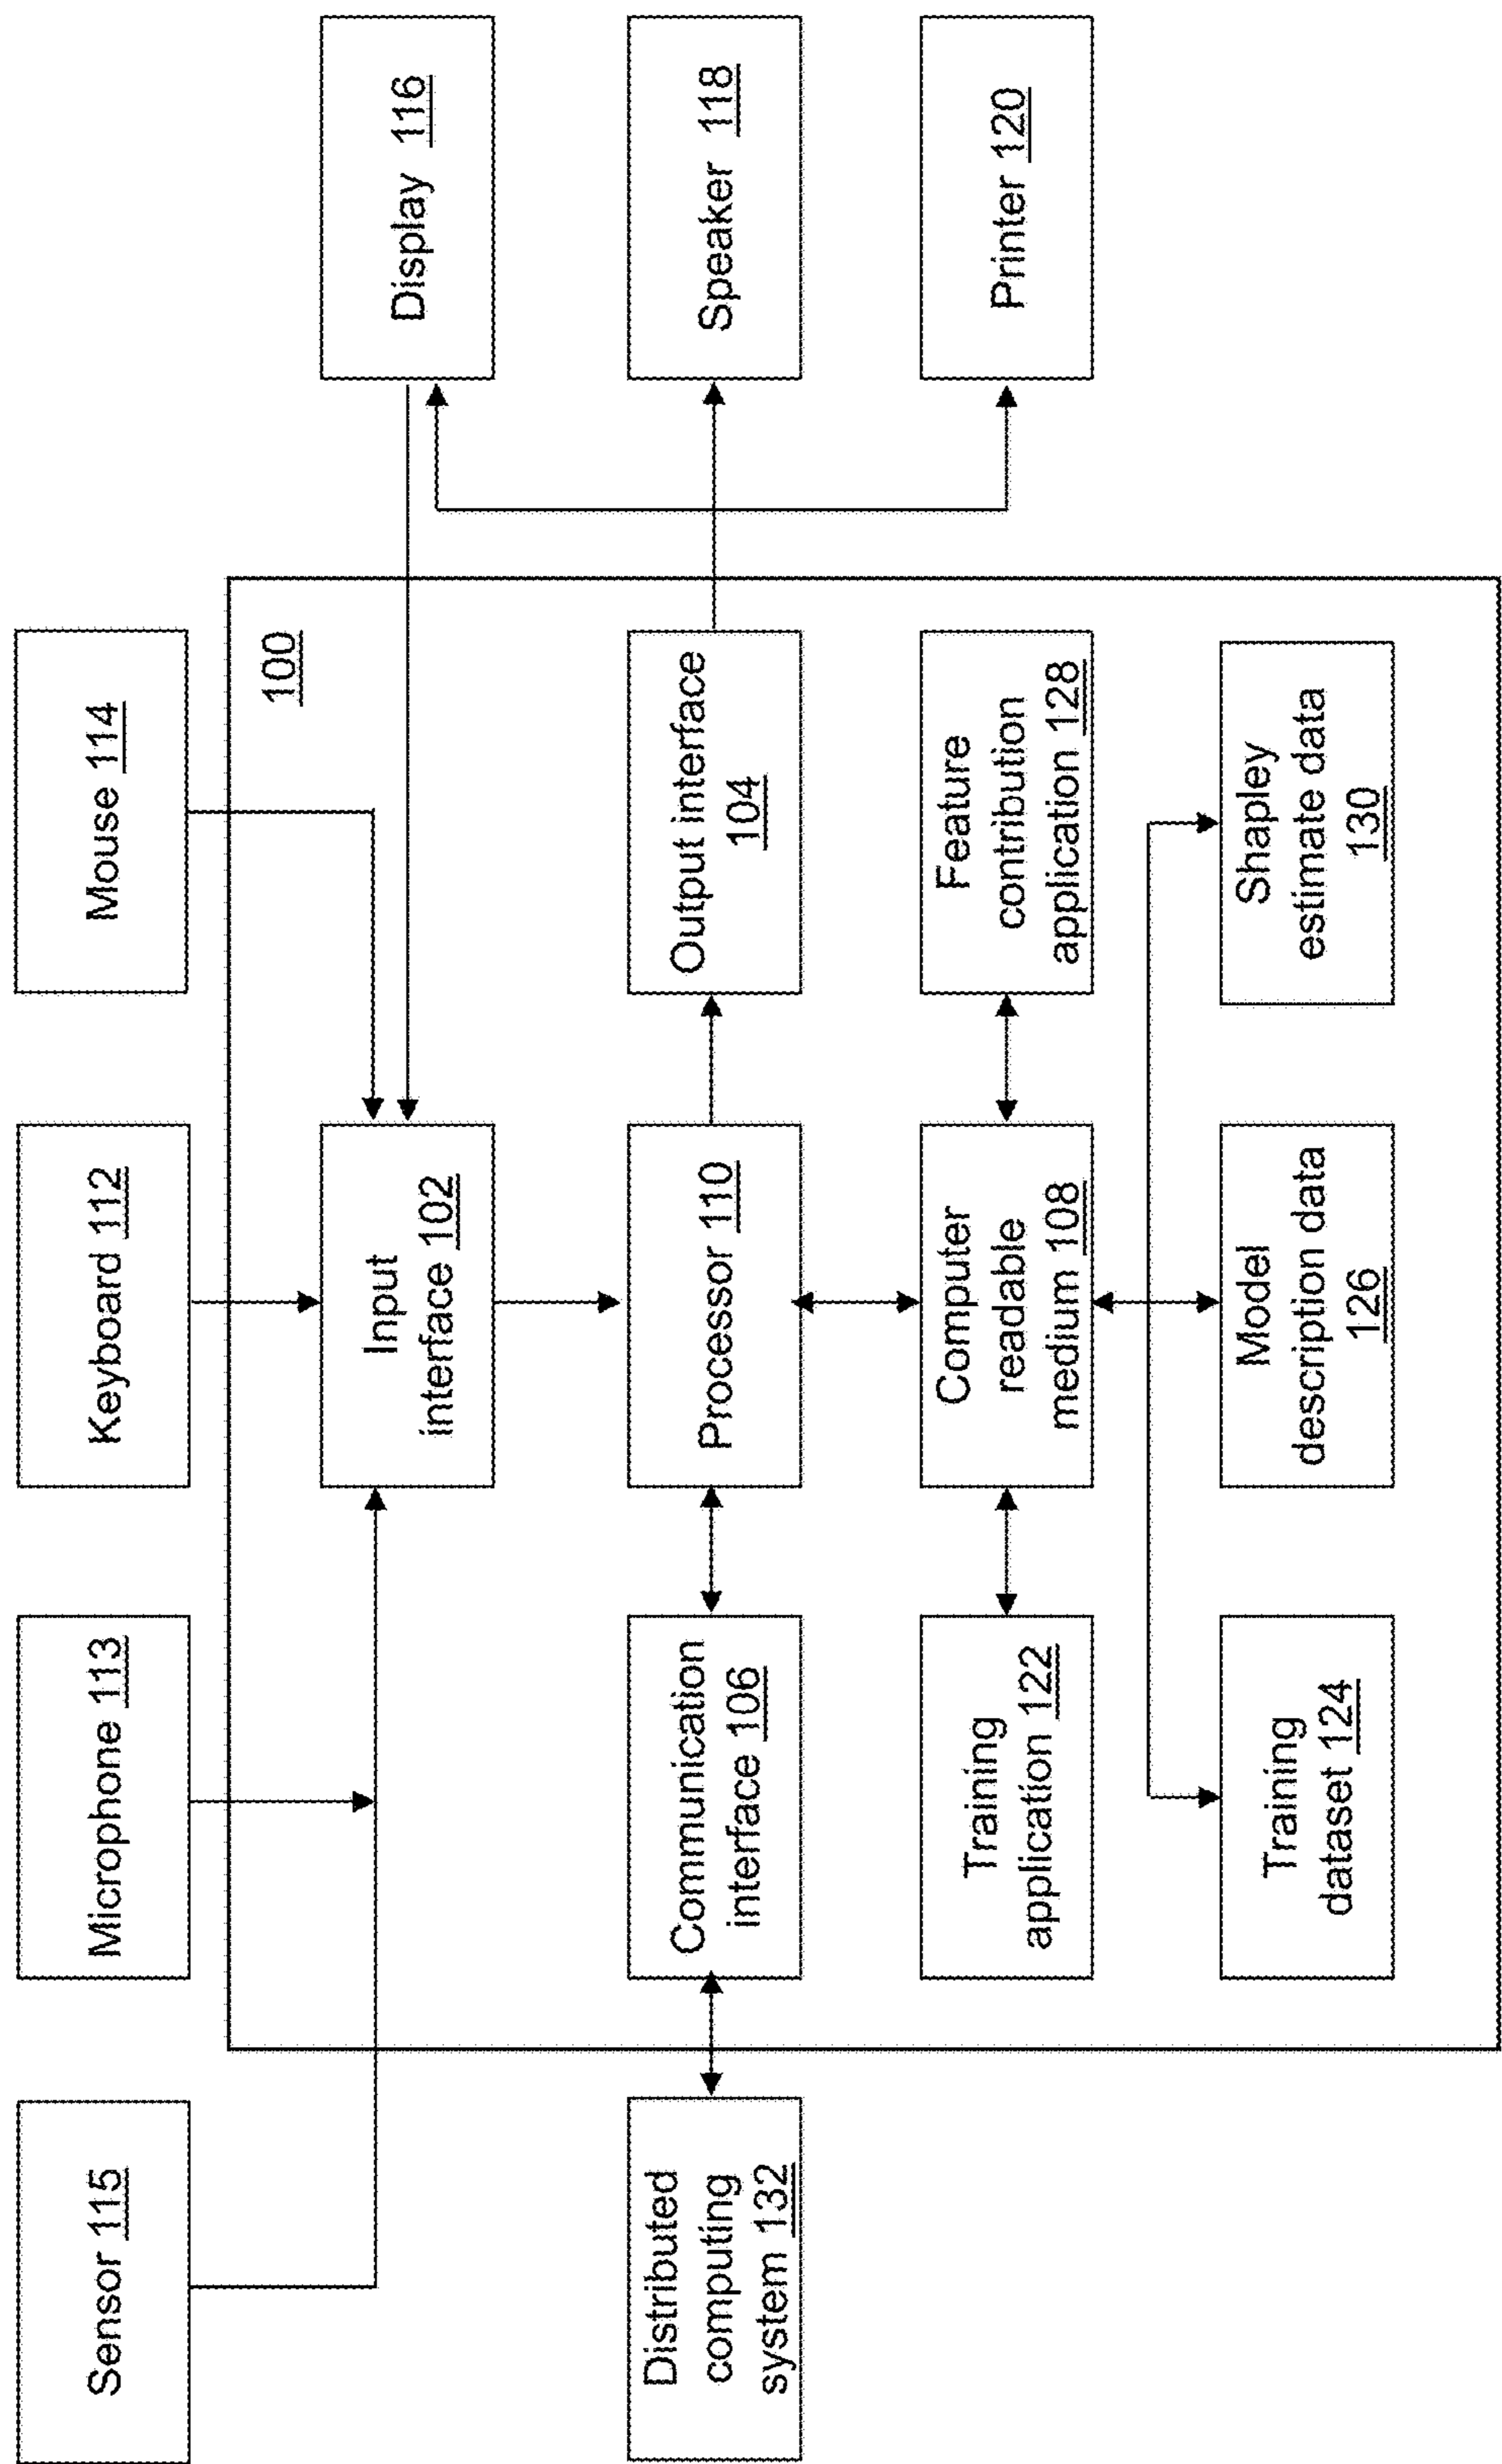 Sensor 115
Microphone 113
Keyboard 112
Mouse 114
100
Input
interface 102
Display 116
Distributed
computing
system 132
Communication
interface 106
Processor 110
Output interface
104
Speaker 118
Training
application 122
Computer
readable
medium 108
Feature
contribution
application 128
Printer 120
Training
dataset 124
Model
description data
126
Shapley
estimate data
130